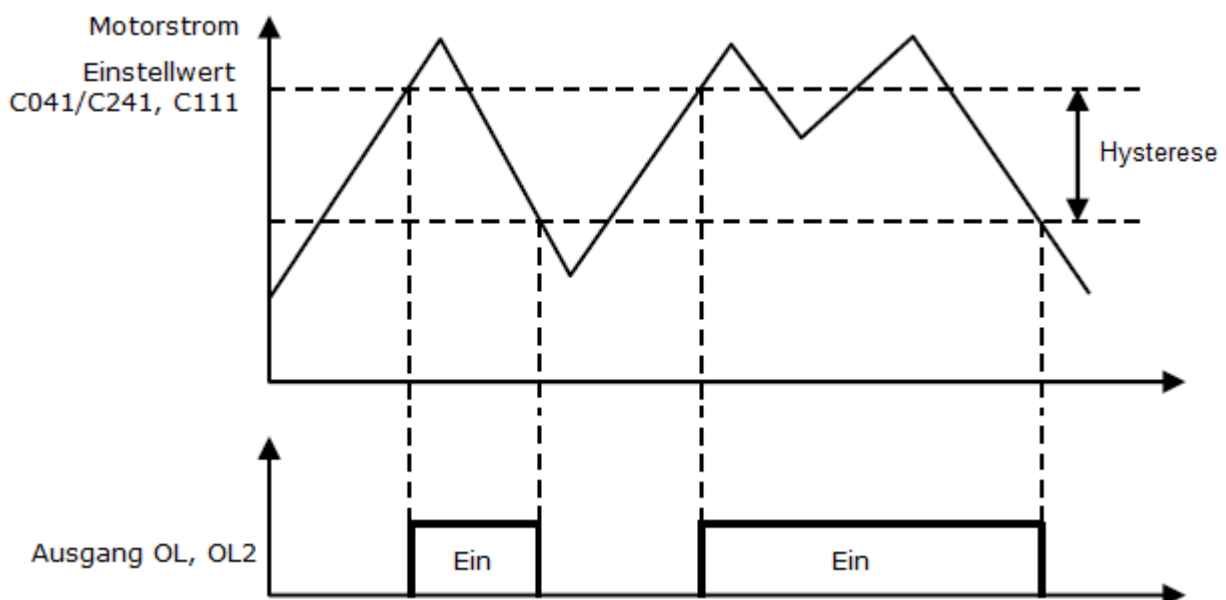 Motorstrom
Einstellwert
C041/C241, C111
Hysterese
Ausgang OL, OL2
Ein
Ein